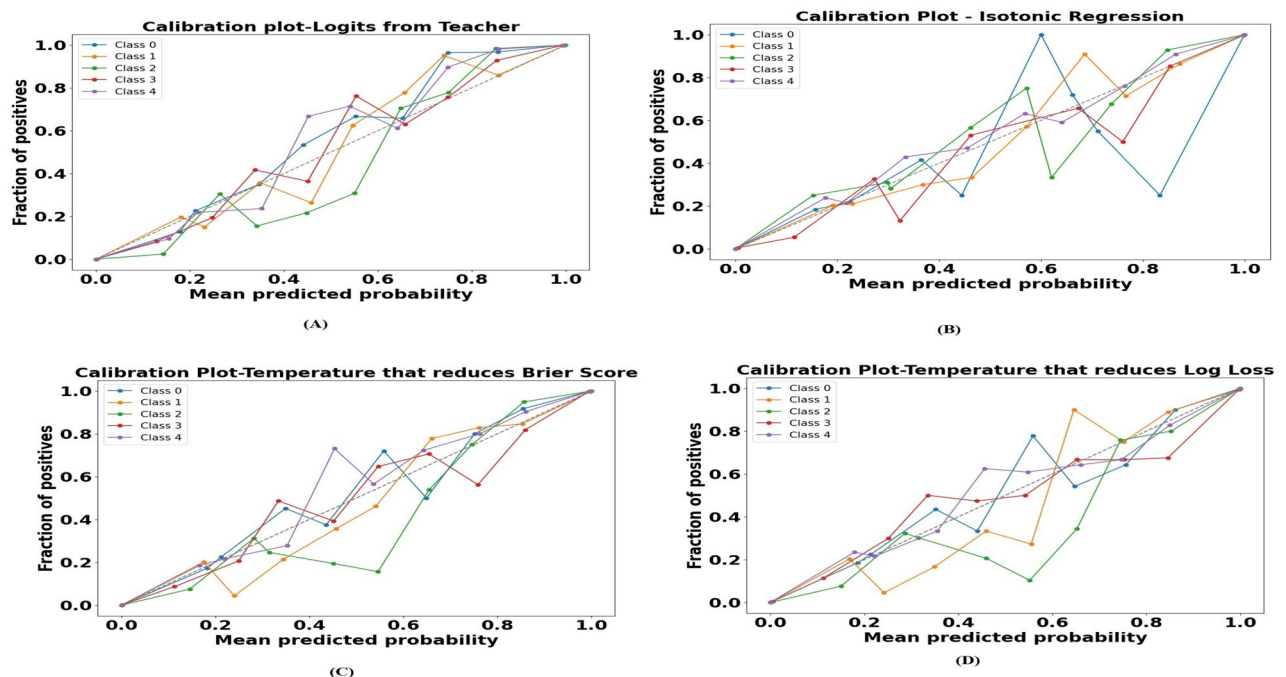 Calibration plot-Logits from Teacher
1.0
0.8
0.6
0.4
0.2
0.0
Fraction of positives
Class 0
Class 1
Class 2
Class 3
Class 4
0.0 0.2 0.4 0.6 0.8 1.0
Mean predicted probability
(A)
Calibration Plot - Isotonic Regression
1.0
0.8
0.6
0.4
0.2
0.0
Fraction of positives
Class 0
Class 1
Class 2
Class 3
Class 4
0.0 0.2 0.4 0.6 0.8 1.0
Mean predicted probability
(B)
Calibration Plot-Temperature that reduces Brier Score
1.0
0.8
0.6
0.4
0.2
0.0
Fraction of positives
Class 0
Class 1
Class 2
Class 3
Class 4
0.0 0.2 0.4 0.6 0.8 1.0
Mean predicted probability
(C)
Calibration Plot-Temperature that reduces Log Loss
1.0
0.8
0.6
0.4
0.2
0.0
Fraction of positives
Class 0
Class 1
Class 2
Class 3
Class 4
0.0 0.2 0.4 0.6 0.8 1.0
Mean predicted probability
(D)